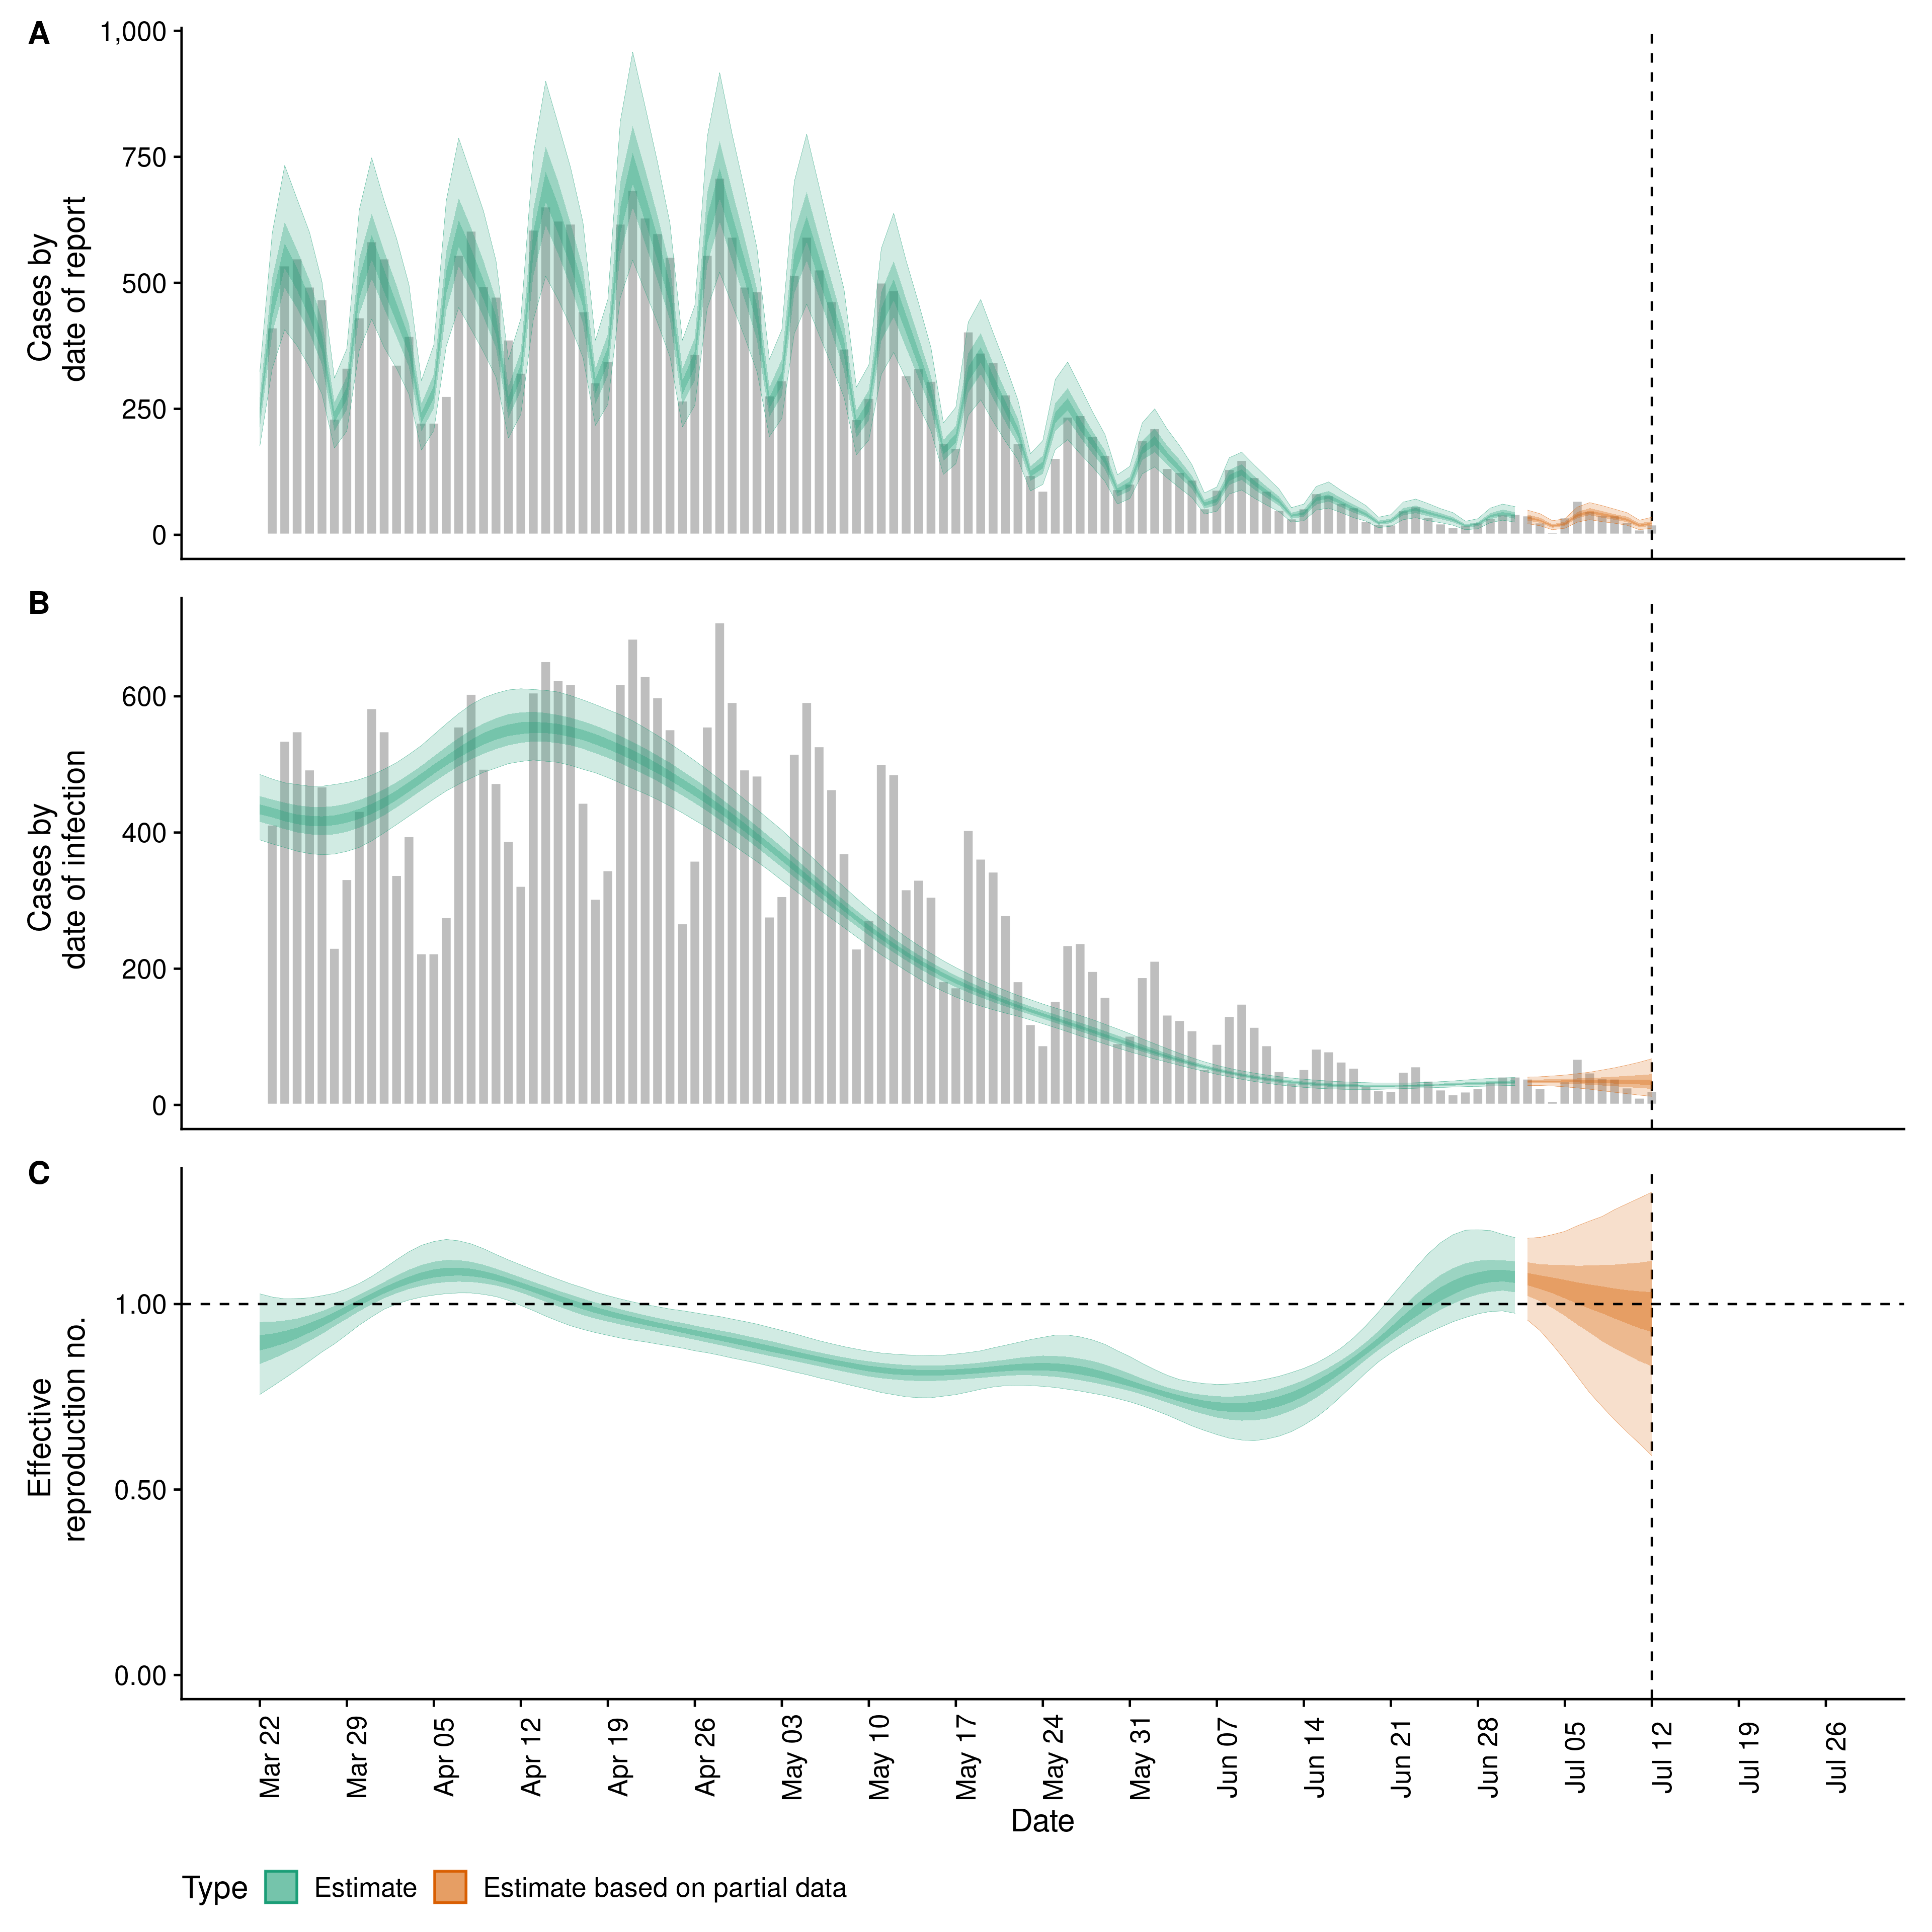 A
1,000
750
500
250
0
Cases by
date of report
B
600
400
200
0
Cases by
date of infection
C
1.00
0.50
0.00
Effective
reproduction no.
Mar 22
Mar 29
Apr 05
Apr 12
Apr 19
Apr 26
May 03
May 10
May 17
May 24
May 31
Jun 07
Jun 14
Jun 21
Jun 28
Jul 05
Jul 12
Jul 19
Jul 26
Date
Type Estimate Estimate based on partial data